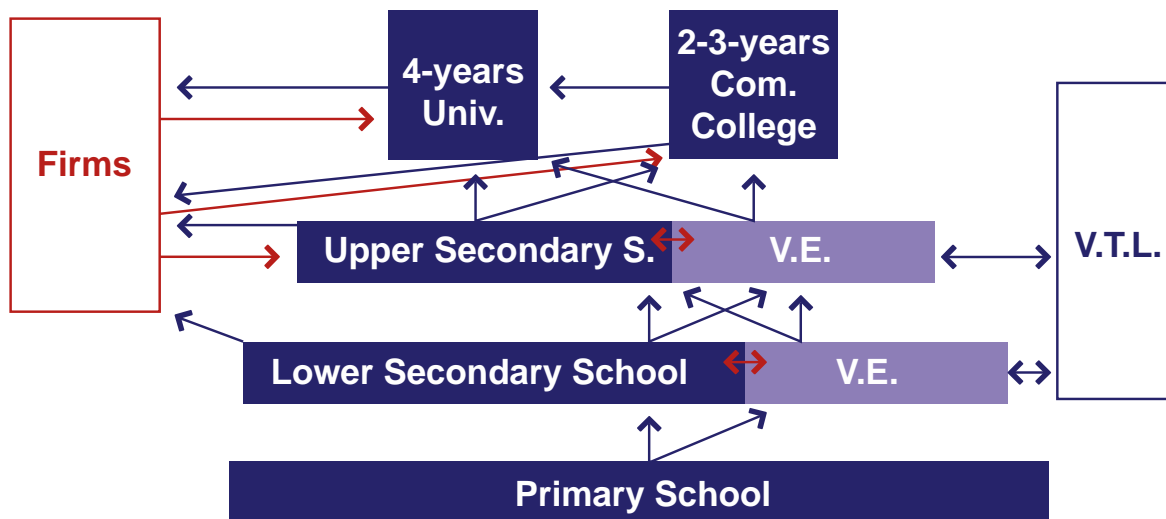 Firms
4-years
Univ.
2-3-years
Com.
College
Upper Secondary S.
V.E.
V.T.L.
Lower Secondary School
V.E.
Primary School